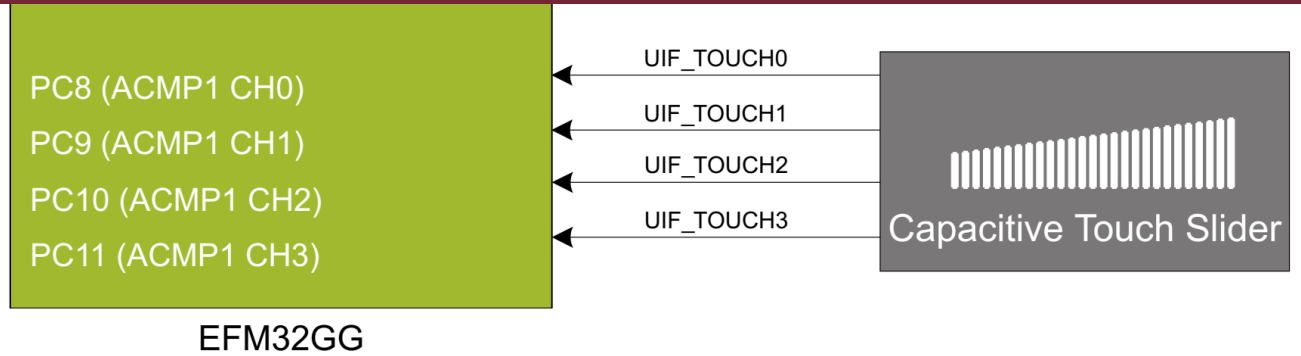 PC8 (ACMP1 CH0)
PC9 (ACMP1 CH1)
PC10 (ACMP1 CH2)
PC11 (ACMP1 CH3)
UIF_TOUCH0
UIF_TOUCH1
UIF_TOUCH2
UIF_TOUCH3
Capacitive Touch Slider
EFM32GG